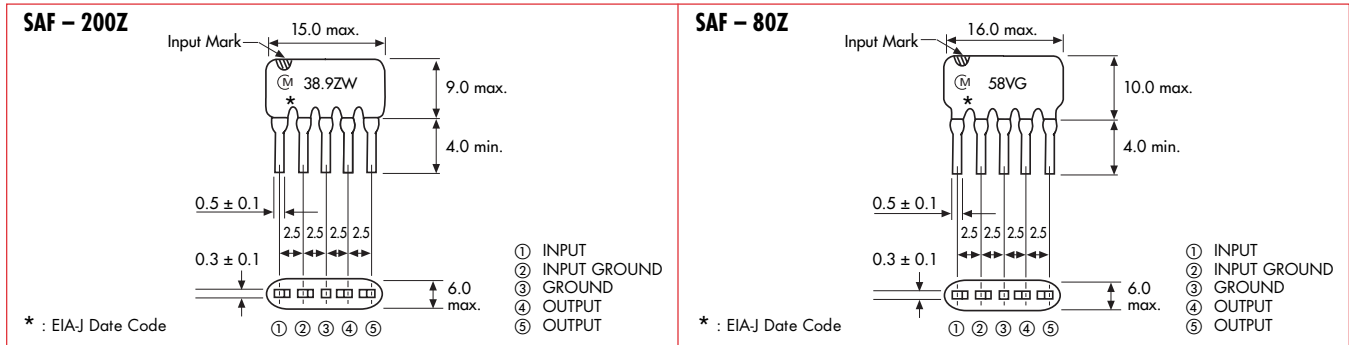 SAF – 200Z
Input Mark
15.0 max.
Ⓜ 38.9ZW
*
9.0 max.
4.0 min.
0.5 ± 0.1
2.5 2.5 2.5 2.5
0.3 ± 0.1
6.0
max.
① INPUT
② INPUT GROUND
③ GROUND
④ OUTPUT
⑤ OUTPUT
* : EIA-J Date Code
① ② ③ ④ ⑤
SAF – 80Z
Input Mark
16.0 max.
Ⓜ 58VG
*
10.0 max.
4.0 min.
0.5 ± 0.1
2.5 2.5 2.5 2.5
0.3 ± 0.1
6.0
max.
① INPUT
② INPUT GROUND
③ GROUND
④ OUTPUT
⑤ OUTPUT
* : EIA-J Date Code
① ② ③ ④ ⑤